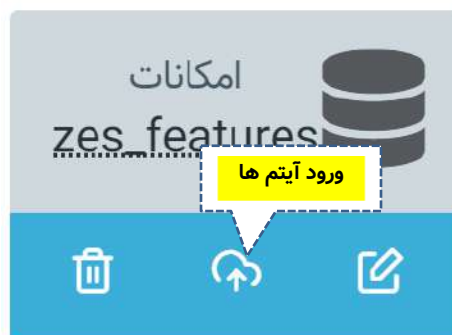 امکانات
zes_features
ورود آیتم ها